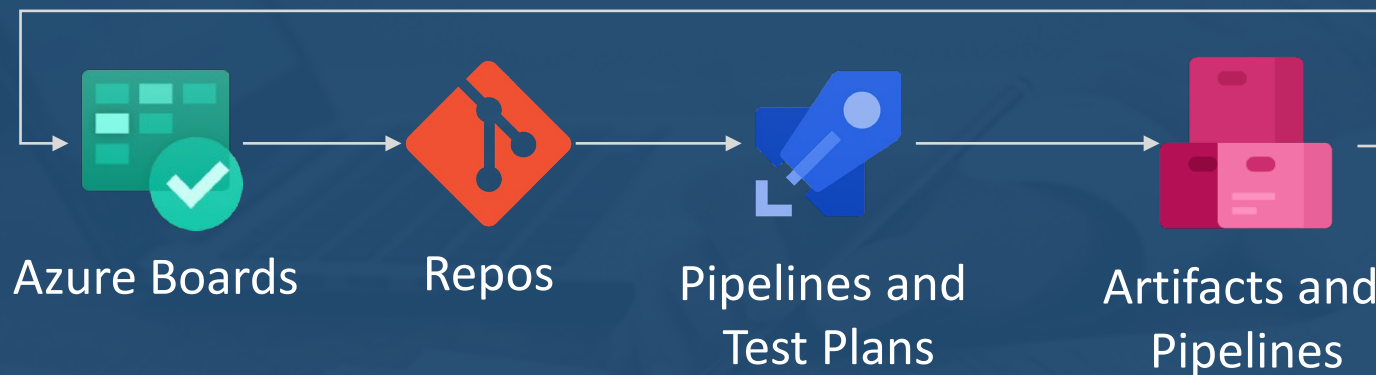 Azure Boards
Repos
Pipelines and
Test Plans
Artifacts and
Pipelines